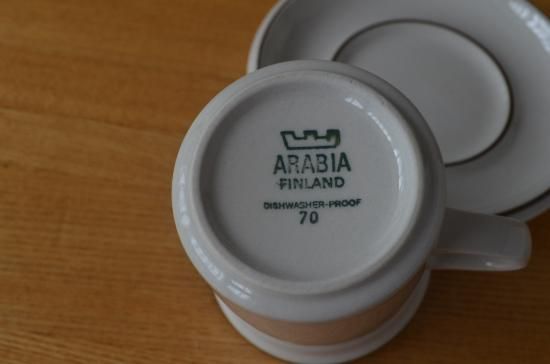 ARABIA
FINLAND
DISHWASHER-PROOF
70